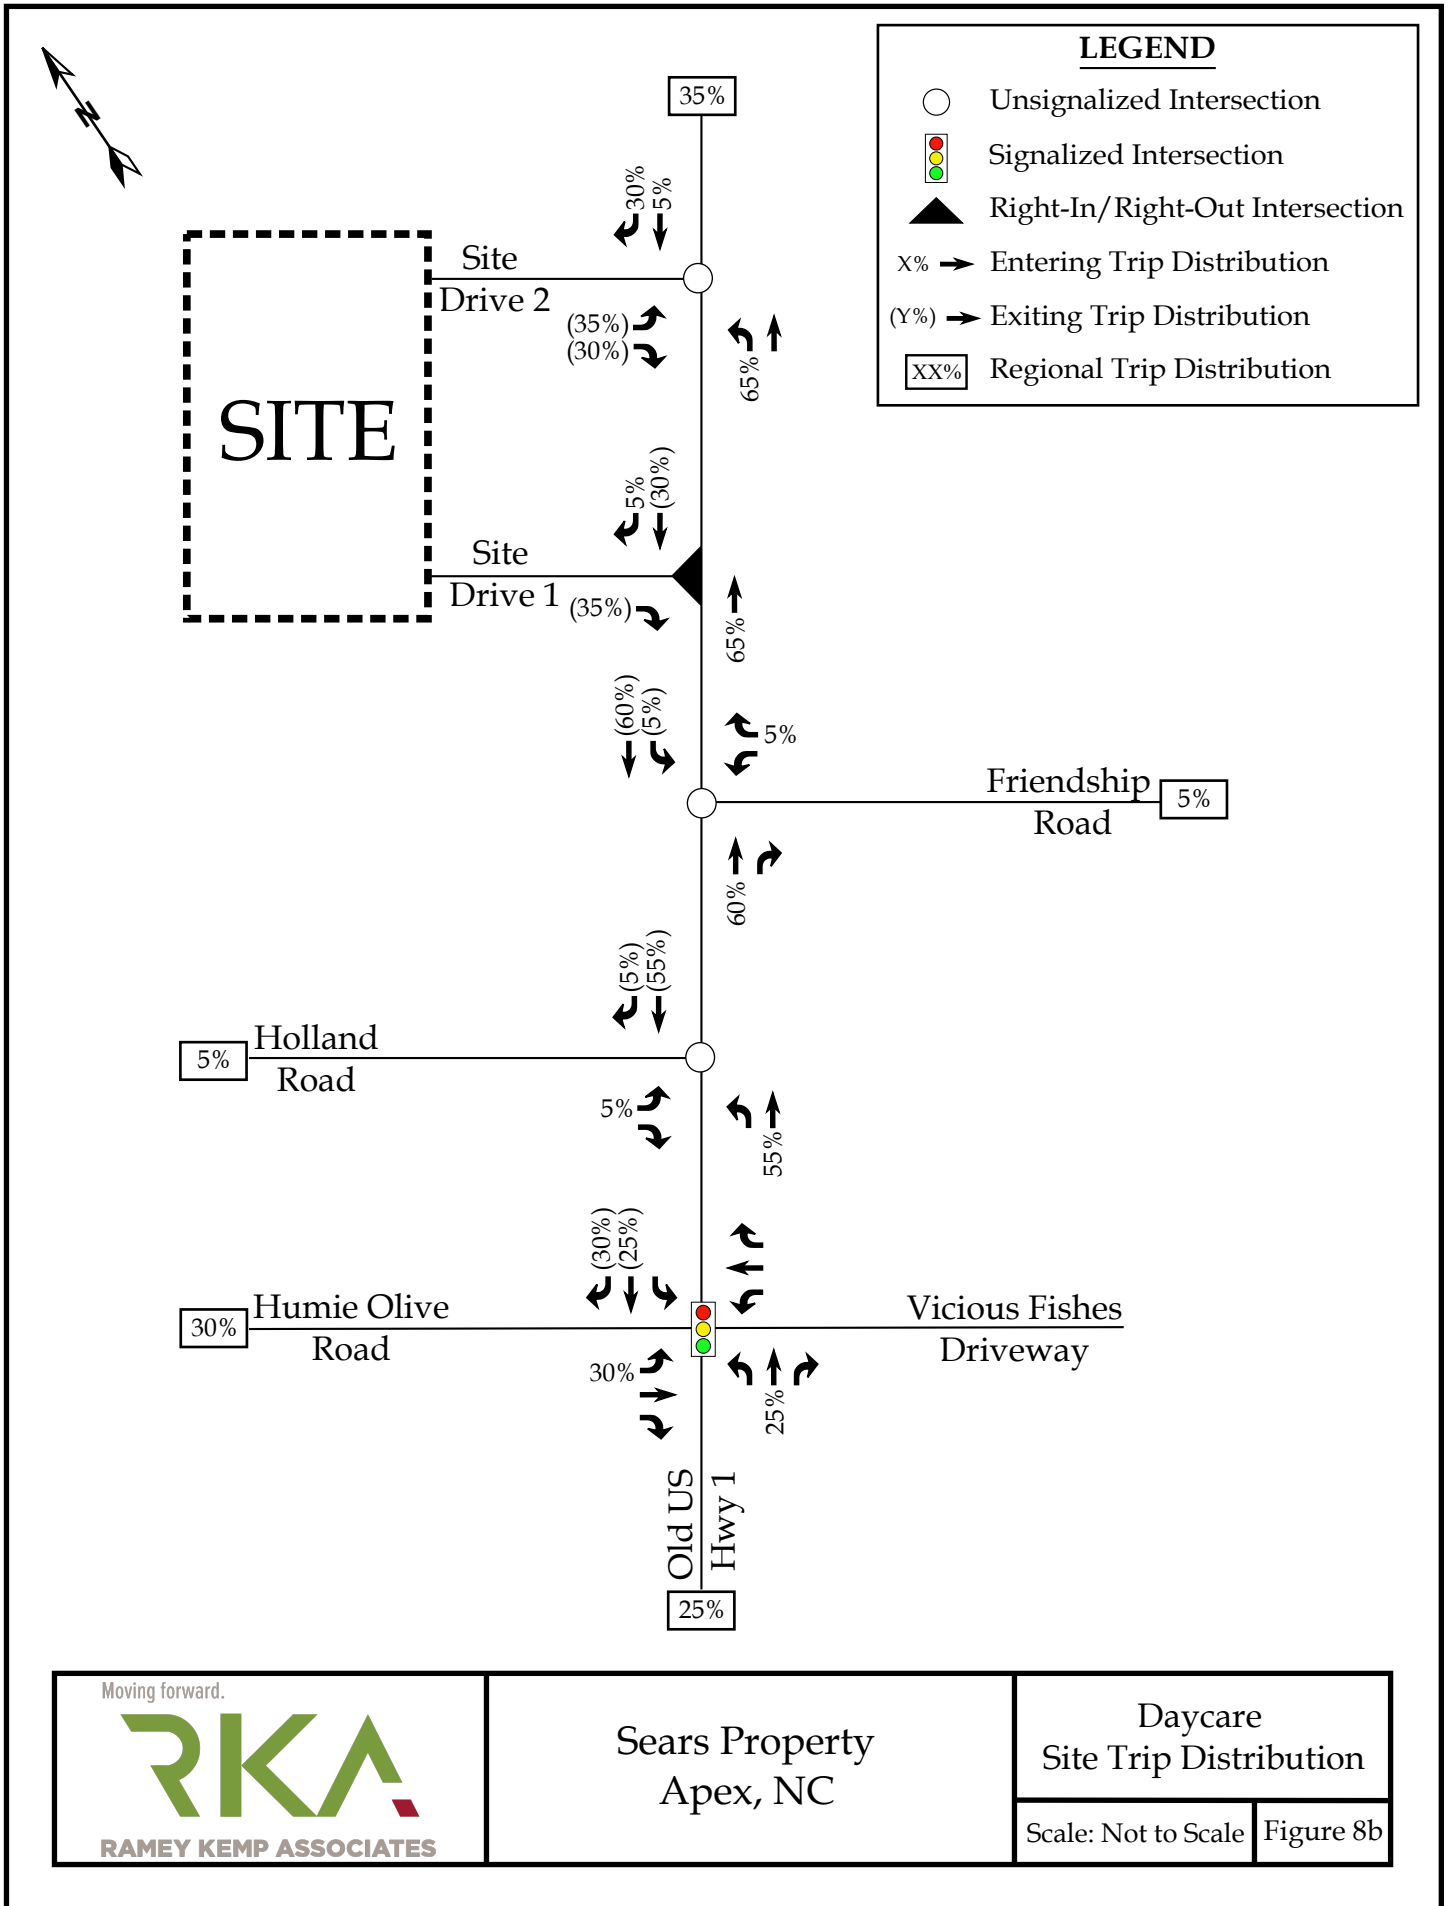 N
LEGEND
Unsignalized Intersection
Signalized Intersection
Right-In/Right-Out Intersection
X% Entering Trip Distribution
(Y%) Exiting Trip Distribution
XX% Regional Trip Distribution
35%
30%
5%
Site
Drive 2
(35%)
(30%)
65%
SITE
5%
(30%)
Site
Drive 1
(35%)
65%
(60%)
(5%)
5%
Friendship
Road
5%
60%
(5%)
(55%)
5%
Holland
Road
5%
55%
(30%)
(25%)
30%
Humie Olive
Road
Vicious Fishes
Driveway
30%
25%
Old US
Hwy 1
25%
Moving forward.
RKA
RAMEY KEMP ASSOCIATES
Sears Property
Apex, NC
Daycare
Site Trip Distribution
Scale: Not to Scale
Figure 8b